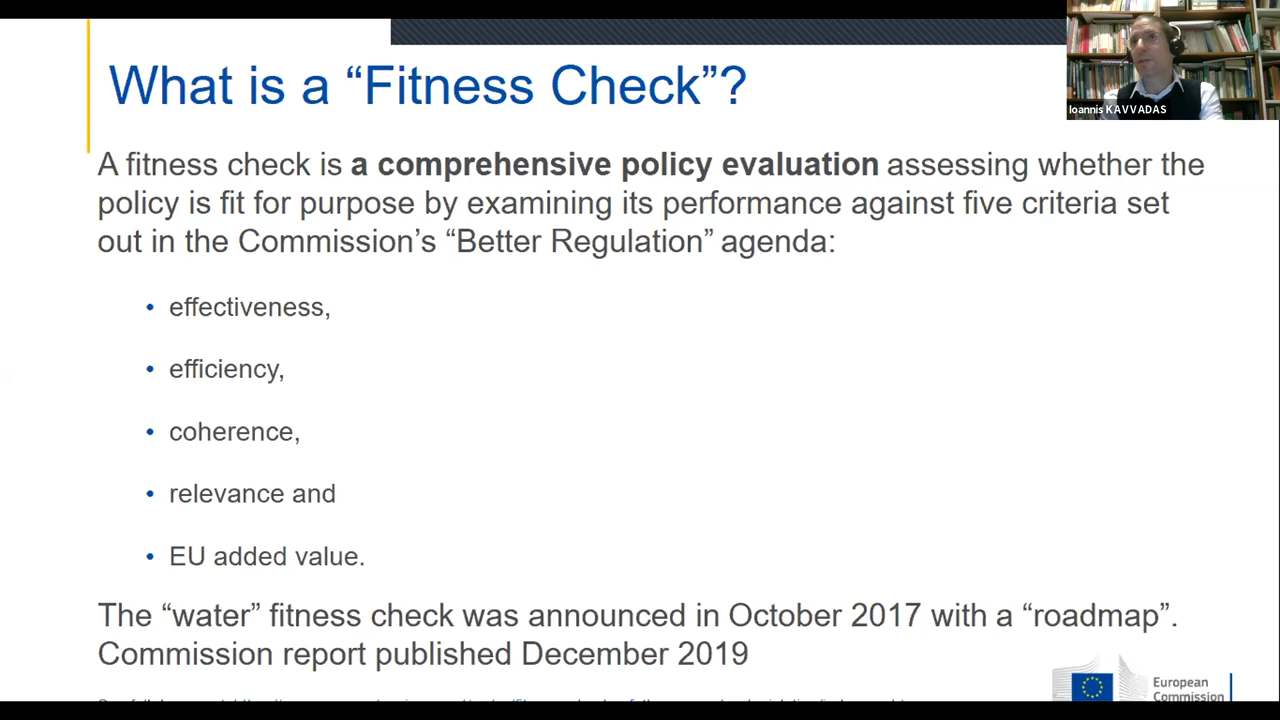 What is a “Fitness Check”?
Ioannis KAVVADAS
A fitness check is a comprehensive policy evaluation assessing whether the
policy is fit for purpose by examining its performance against five criteria set
out in the Commission’s “Better Regulation” agenda:
• effectiveness,
• efficiency,
• coherence,
• relevance and
• EU added value.
The “water” fitness check was announced in October 2017 with a “roadmap”.
Commission report published December 2019
European
Commission